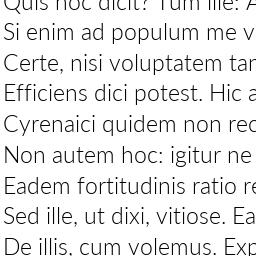 Quis hoc dicit? Tum ille:
Si enim ad populum me v
Certe, nisi voluptatem tan
Efficiens dici potest. Hic a
Cyrenaici quidem non rec
Non autem hoc: igitur ne
Eadem fortitudinis ratio re
Sed ille, ut dixi, vitiose. Ea
De illis, cum volemus. Exp